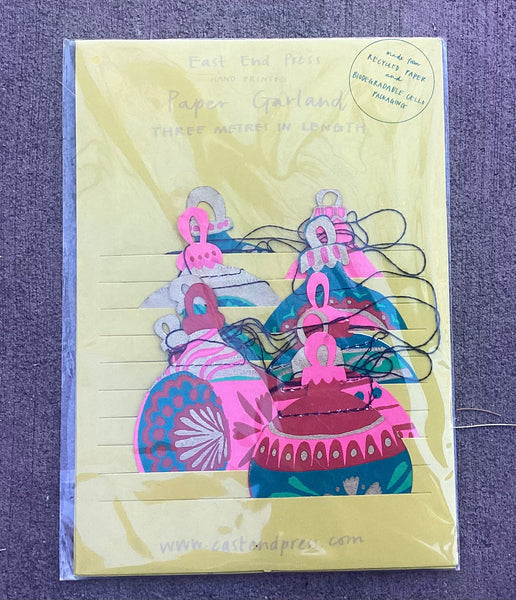 East End Press
HAND PRINTED
Paper Garland
THREE METRES IN LENGTH
made from
RECYCLED PAPER
and
BIODEGRADABLE CELLO
PACKAGING
www.eastendpress.com